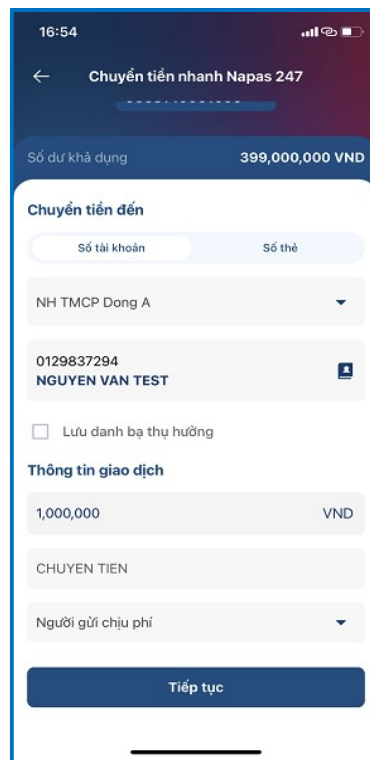 16:54
Chuyển tiền nhanh Napas 247
Số dư khả dụng 399,000,000 VND
Chuyển tiền đến
Số tài khoản Số thẻ
NH TMCP Dong A
0129837294
NGUYEN VAN TEST
Lưu danh bạ thụ hưởng
Thông tin giao dịch
1,000,000 VND
CHUYEN TIEN
Người gửi chịu phí
Tiếp tục